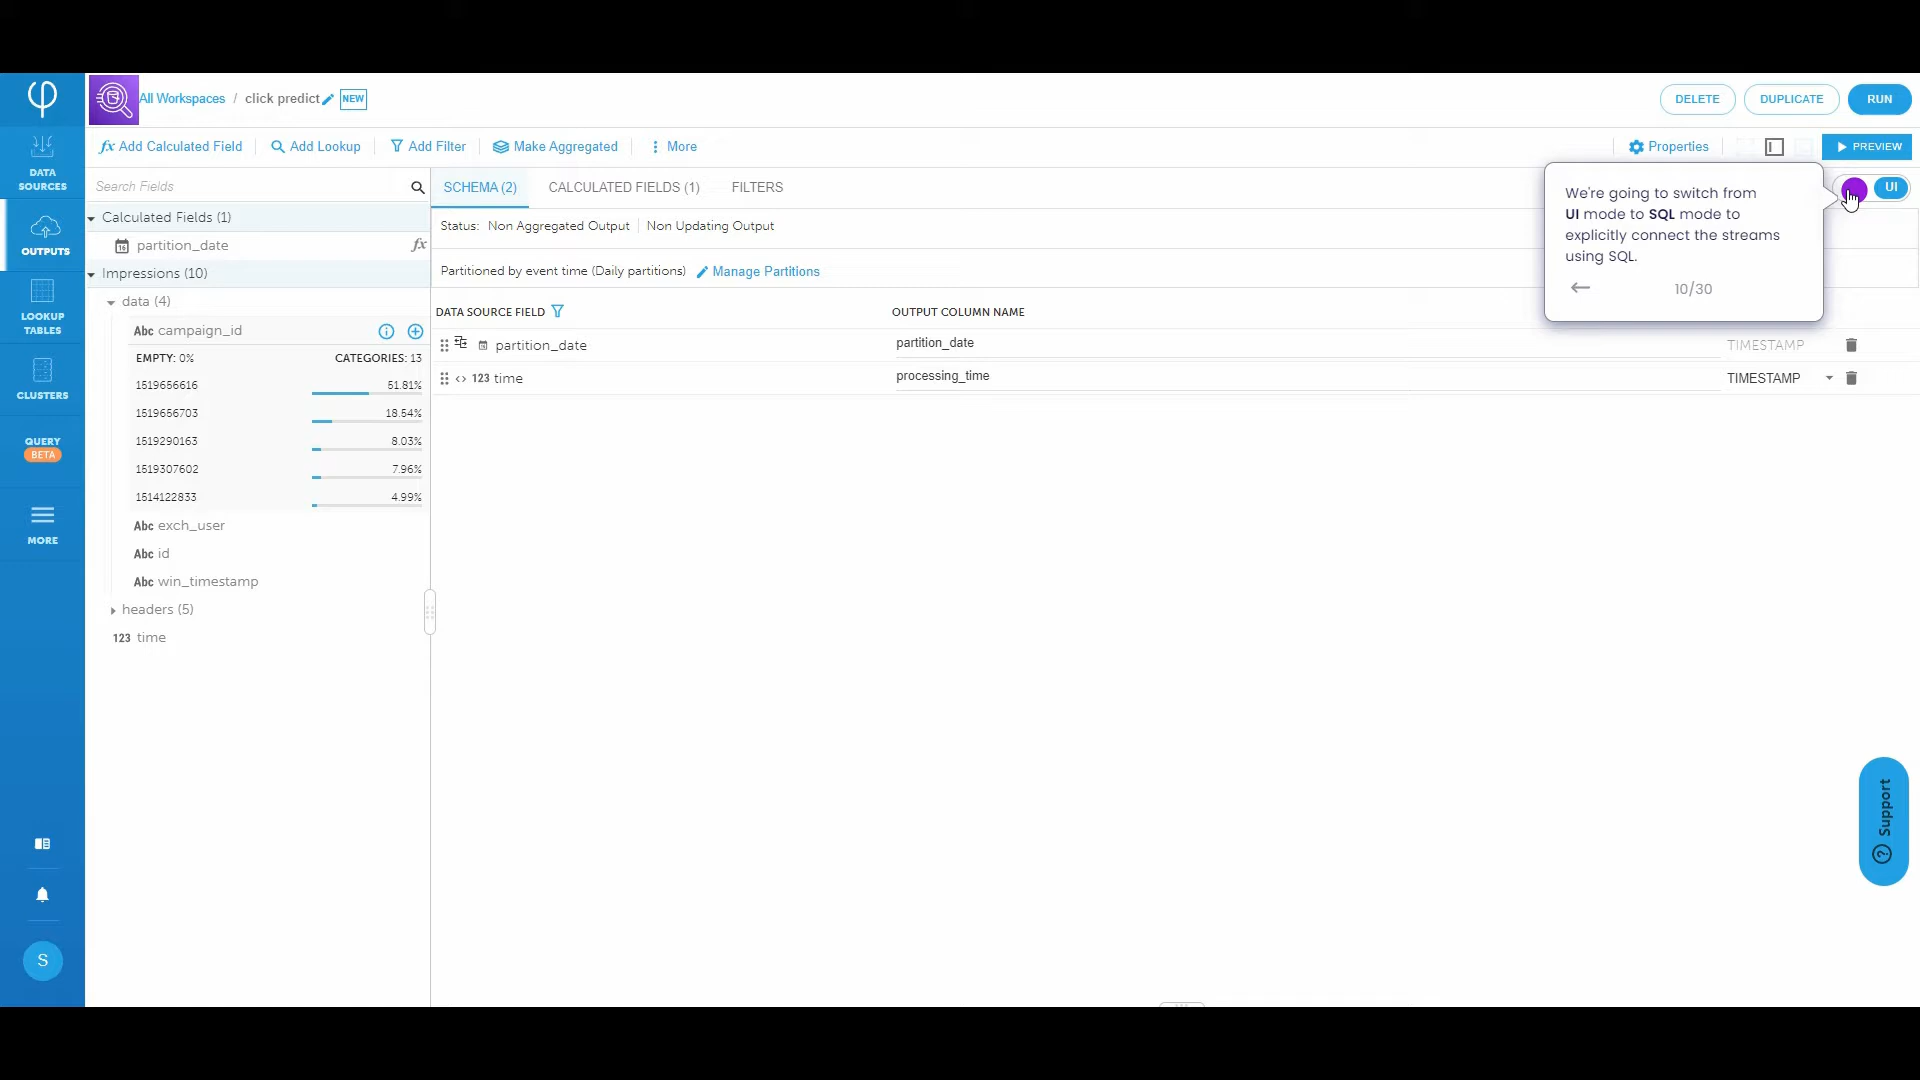 All Workspaces / click predict NEW
DELETE DUPLICATE RUN
DATA SOURCES
OUTPUTS
LOOKUP TABLES
CLUSTERS
QUERY
BETA
MORE
S
fx Add Calculated Field Add Lookup Add Filter Make Aggregated More Properties PREVIEW
Search Fields
Calculated Fields (1)
partition_date fx
Impressions (10)
data (4)
Abc campaign_id
EMPTY: 0% CATEGORIES: 13
1519656616 51.81%
1519656703 18.54%
1519290163 8.03%
1519307602 7.96%
1514122833 4.99%
Abc exch_user
Abc id
Abc win_timestamp
headers (5)
123 time
SCHEMA (2) CALCULATED FIELDS (1) FILTERS
UI
Status: Non Aggregated Output Non Updating Output
Partitioned by event time (Daily partitions) Manage Partitions
DATA SOURCE FIELD OUTPUT COLUMN NAME
partition_date partition_date TIMESTAMP
<> 123 time processing_time TIMESTAMP
We're going to switch from
UI mode to SQL mode to
explicitly connect the streams
using SQL.
10/30
Support